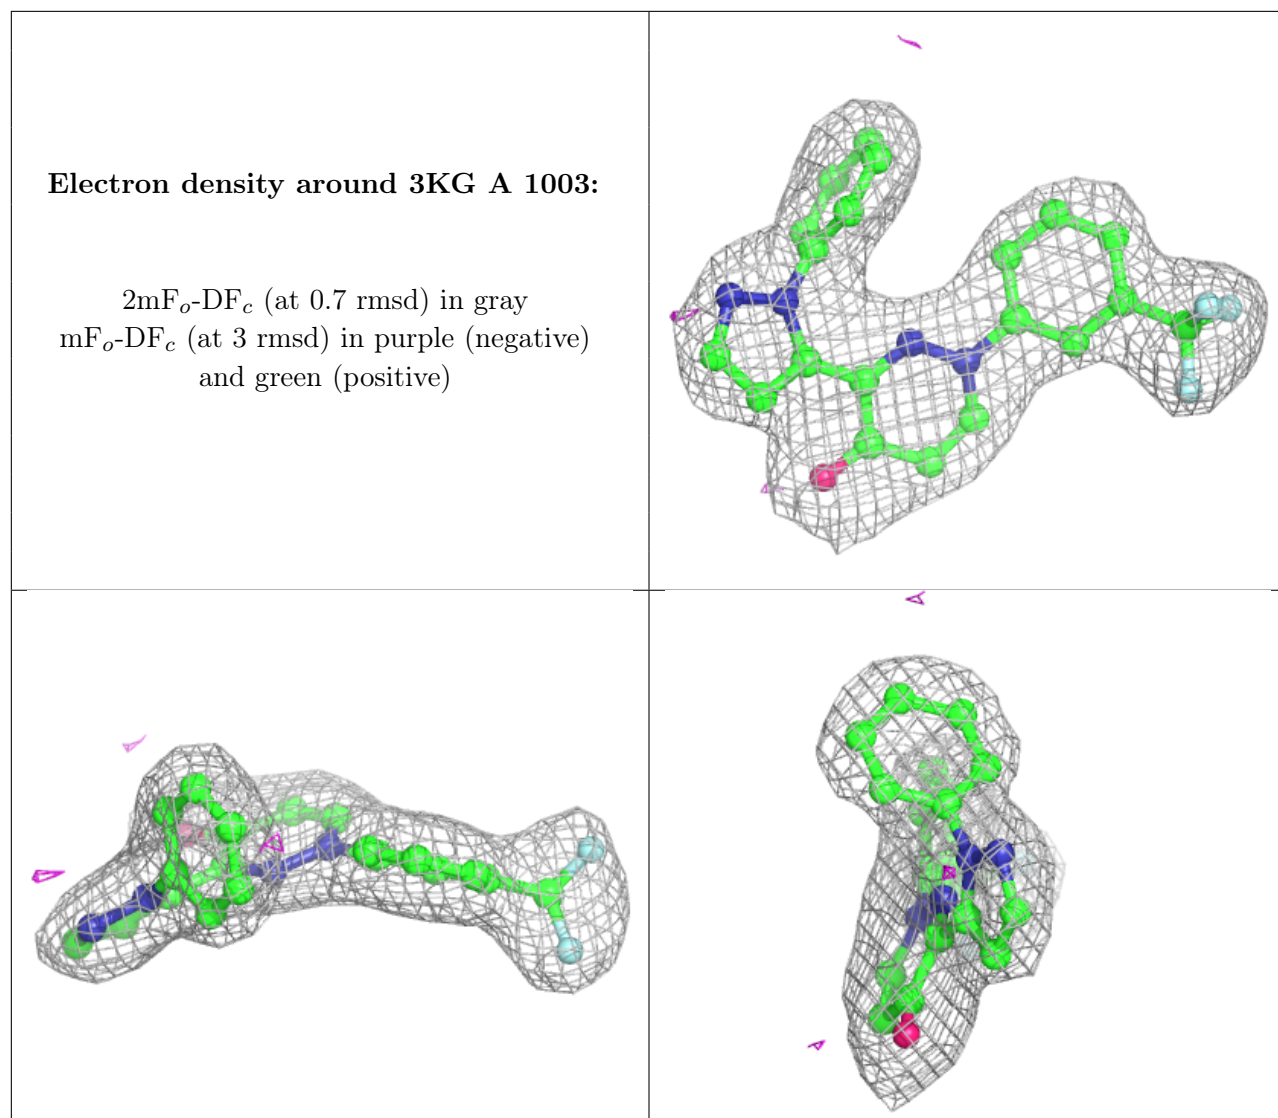 Electron density around 3KG A 1003:
2mFo-DFc (at 0.7 rmsd) in gray
mFo-DFc (at 3 rmsd) in purple (negative)
and green (positive)